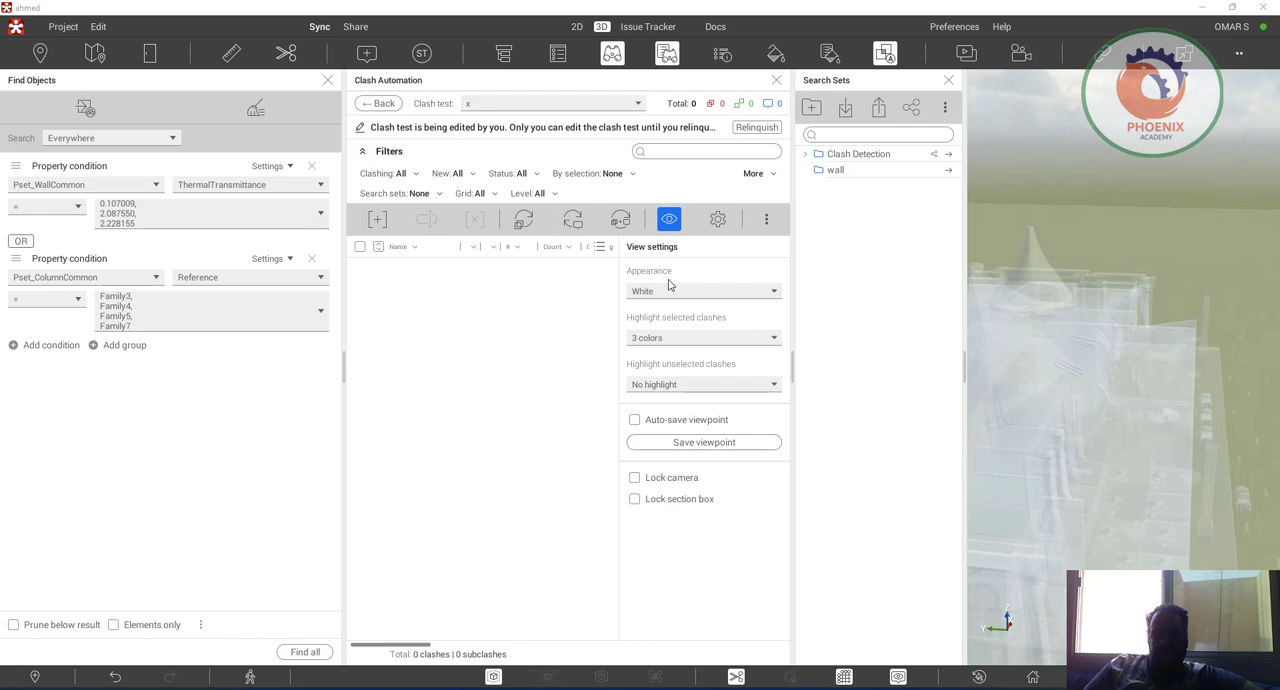 ahmed
Project Edit Sync Share 2D 3D Issue Tracker Docs Preferences Help OMAR S
ST
Find Objects
Search Everywhere
Property condition Settings
Pset_WallCommon ThermalTransmittance
= 0.107009,
2.087550,
2.228155
OR
Property condition Settings
Pset_ColumnCommon Reference
= Family3,
Family4,
Family5,
Family7
Add condition Add group
Prune below result Elements only
Find all
Clash Automation
← Back Clash test: x Total: 0 0 0 0
Clash test is being edited by you. Only you can edit the clash test until you relinqu... Relinquish
Filters
Clashing: All New: All Status: All By selection: None More
Search sets: None Grid: All Level: All
Name # Count
View settings
Appearance
White
Highlight selected clashes
3 colors
Highlight unselected clashes
No highlight
Auto-save viewpoint
Save viewpoint
Lock camera
Lock section box
Total: 0 clashes | 0 subclashes
Search Sets
Clash Detection
wall
PHOENIX
ACADEMY
Z
Y